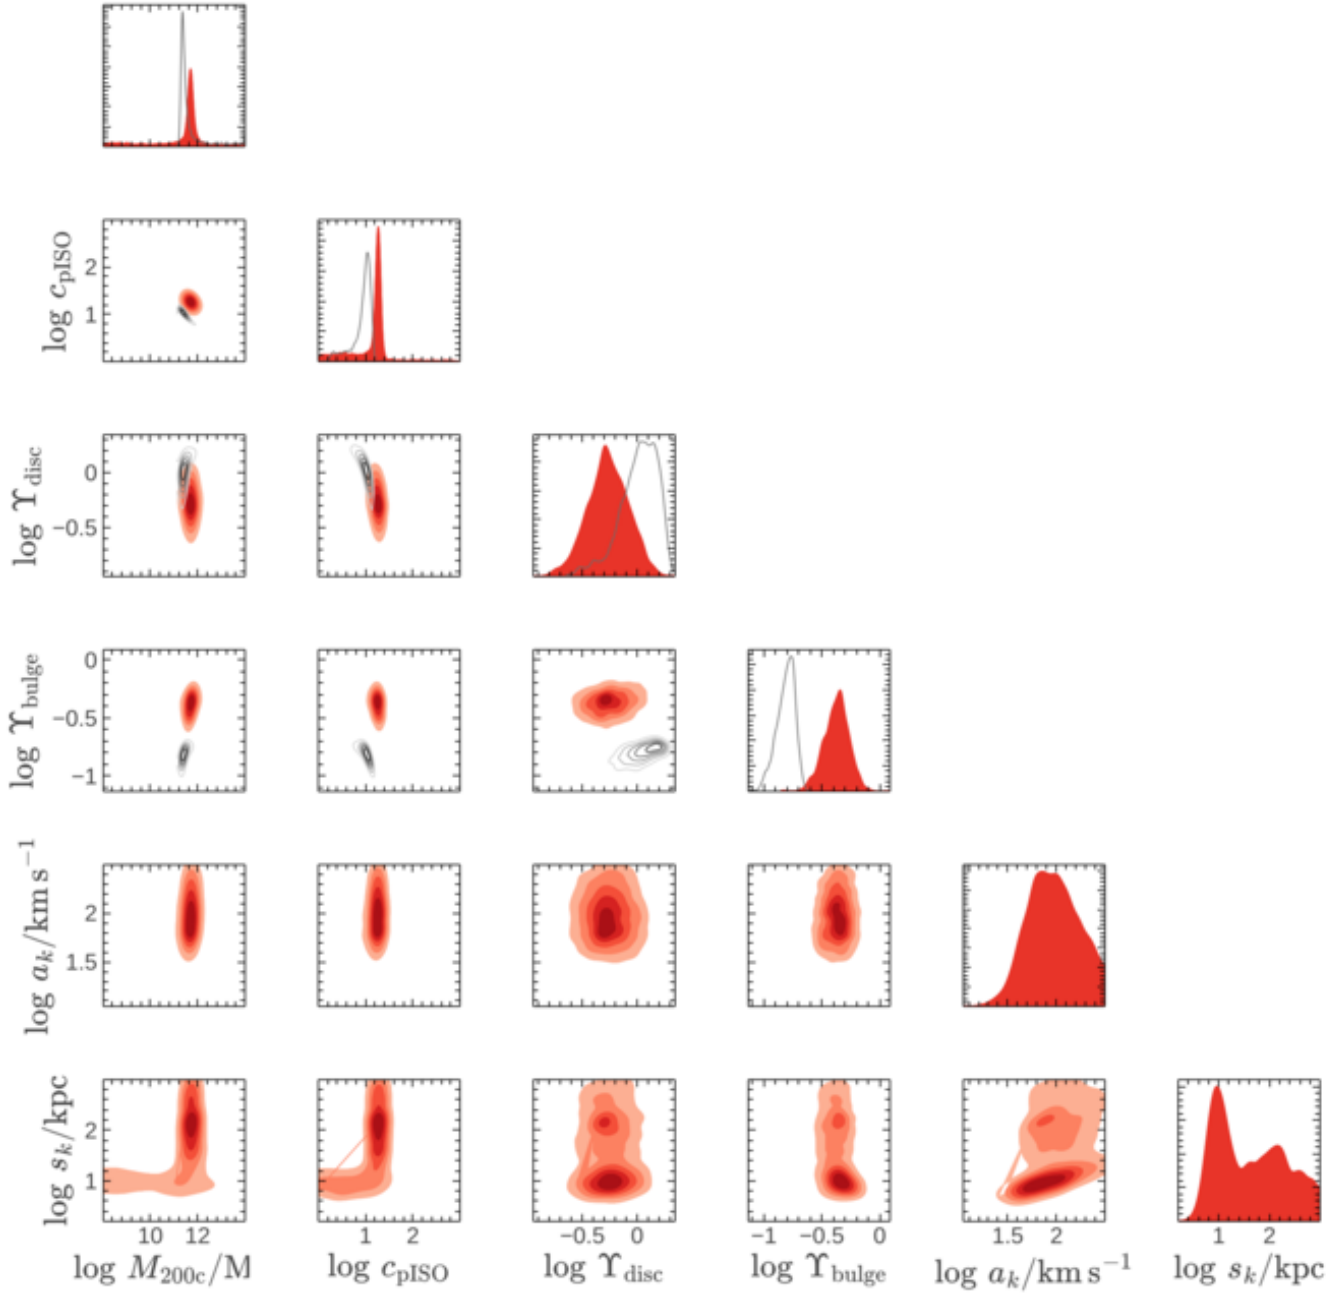 log c_pISO
2
1
log ϒ_disc
0
−0.5
log ϒ_bulge
0
−0.5
−1
log a_k/km s⁻¹
2
1.5
log s_k/kpc
2
1
10 12
1 2
−0.5 0
−1 −0.5 0
1.5 2
1 2
log M_200c/M
log c_pISO
log ϒ_disc
log ϒ_bulge
log a_k/km s⁻¹
log s_k/kpc